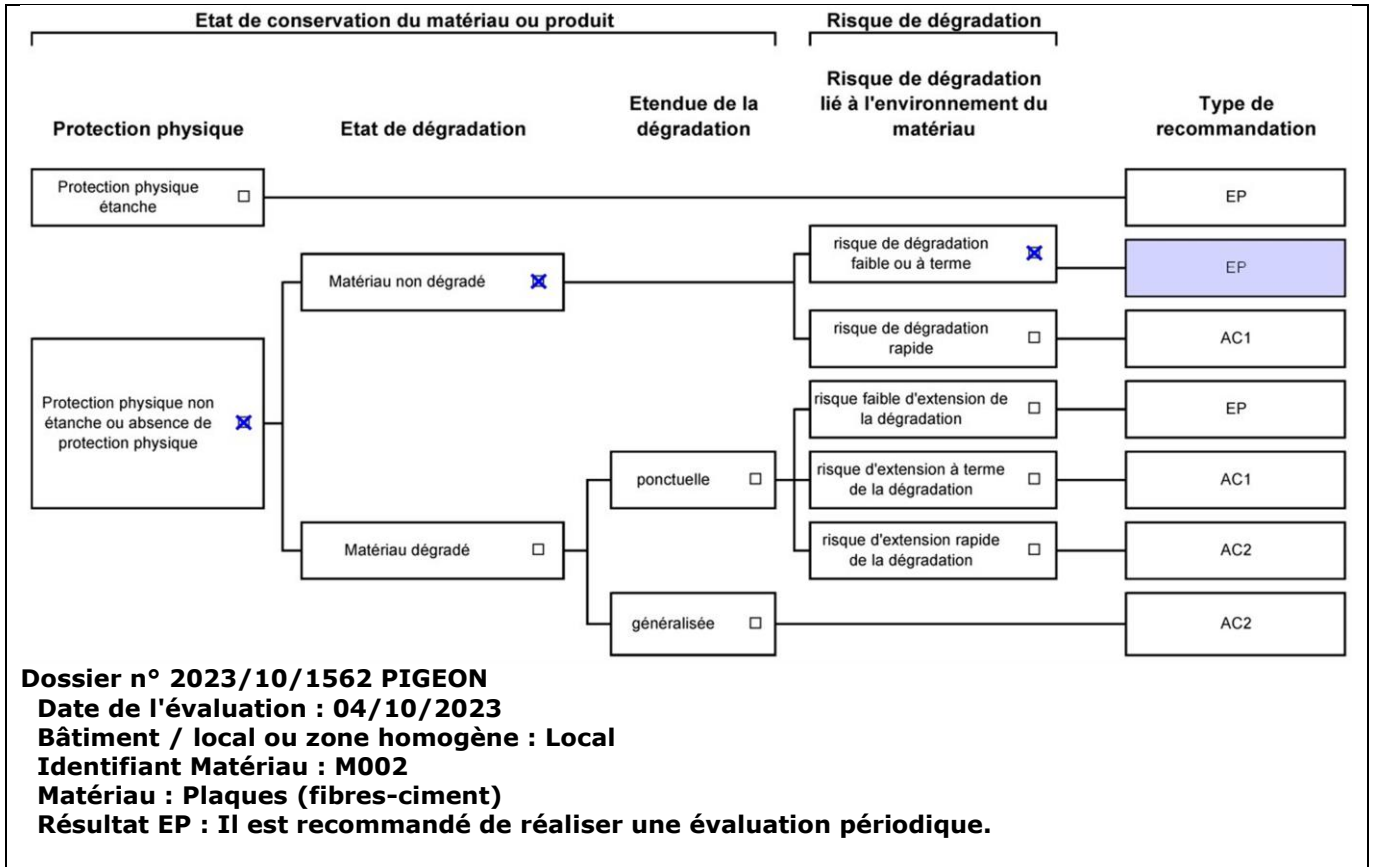 Etat de conservation du matériau ou produit
Risque de dégradation
Protection physique
Etat de dégradation
Etendue de la
dégradation
Risque de dégradation
lié à l'environnement du
matériau
Type de
recommandation
Protection physique
étanche
EP
Protection physique non
étanche ou absence de
protection physique
Matériau non dégradé
risque de dégradation
faible ou à terme
EP
risque de dégradation
rapide
AC1
Matériau dégradé
ponctuelle
risque faible d'extension de
la dégradation
EP
risque d'extension à terme
de la dégradation
AC1
risque d'extension rapide
de la dégradation
AC2
généralisée
AC2
Dossier n° 2023/10/1562 PIGEON
Date de l'évaluation : 04/10/2023
Bâtiment / local ou zone homogène : Local
Identifiant Matériau : M002
Matériau : Plaques (fibres-ciment)
Résultat EP : Il est recommandé de réaliser une évaluation périodique.